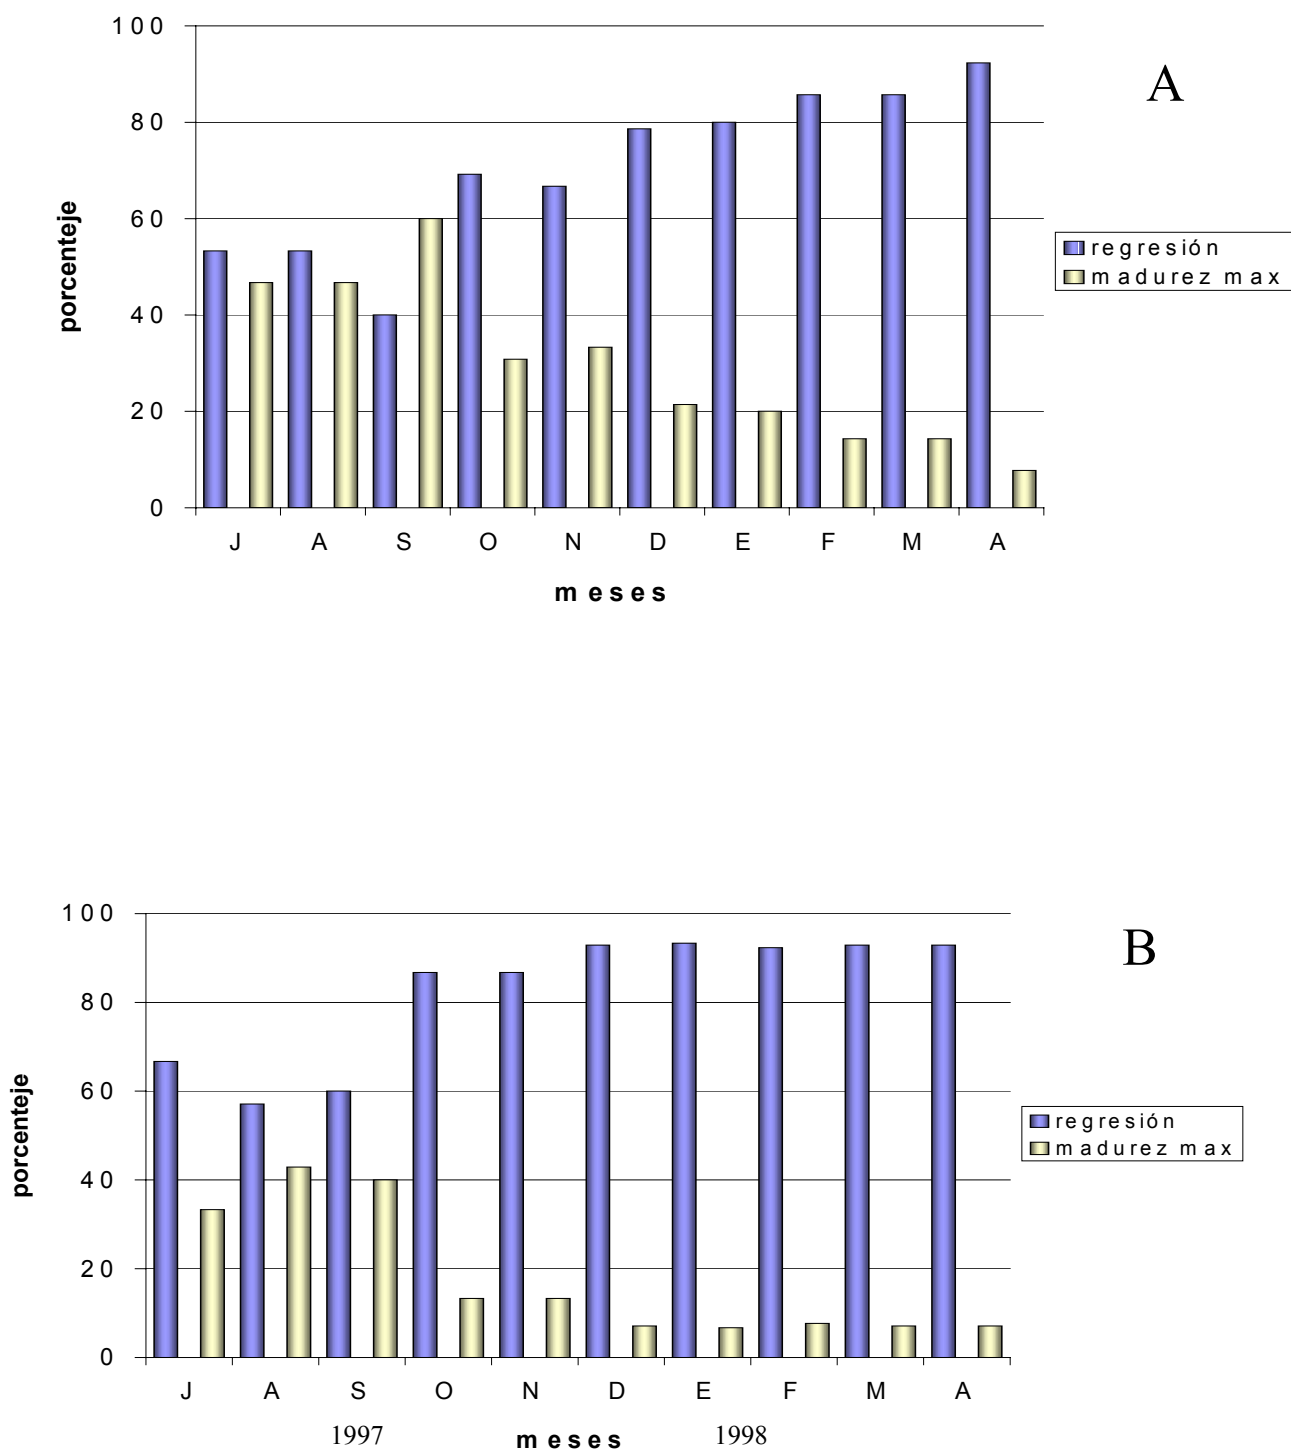 100
A
80
60
40
20
0
porcenteje
regresión
madurez max
J A S O N D E F M A
meses
100
B
80
60
40
20
0
porcenteje
regresión
madurez max
J A S O N D E F M A
1997 meses 1998